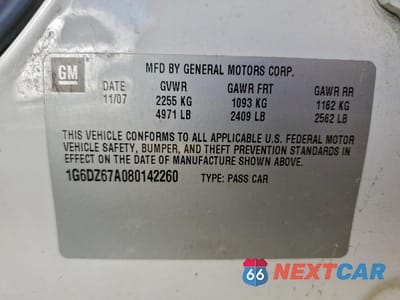 GM
MFD BY GENERAL MOTORS CORP.
DATE GVWR GAWR FRT GAWR RR
11/07 2255 KG 1093 KG 1162 KG
4971 LB 2409 LB 2562 LB
THIS VEHICLE CONFORMS TO ALL APPLICABLE U.S. FEDERAL MOTOR
VEHICLE SAFETY, BUMPER, AND THEFT PREVENTION STANDARDS
IN EFFECT ON THE DATE OF MANUFACTURE SHOWN ABOVE.
1G6DZ67A080142260 TYPE: PASS CAR
66 NEXTCAR